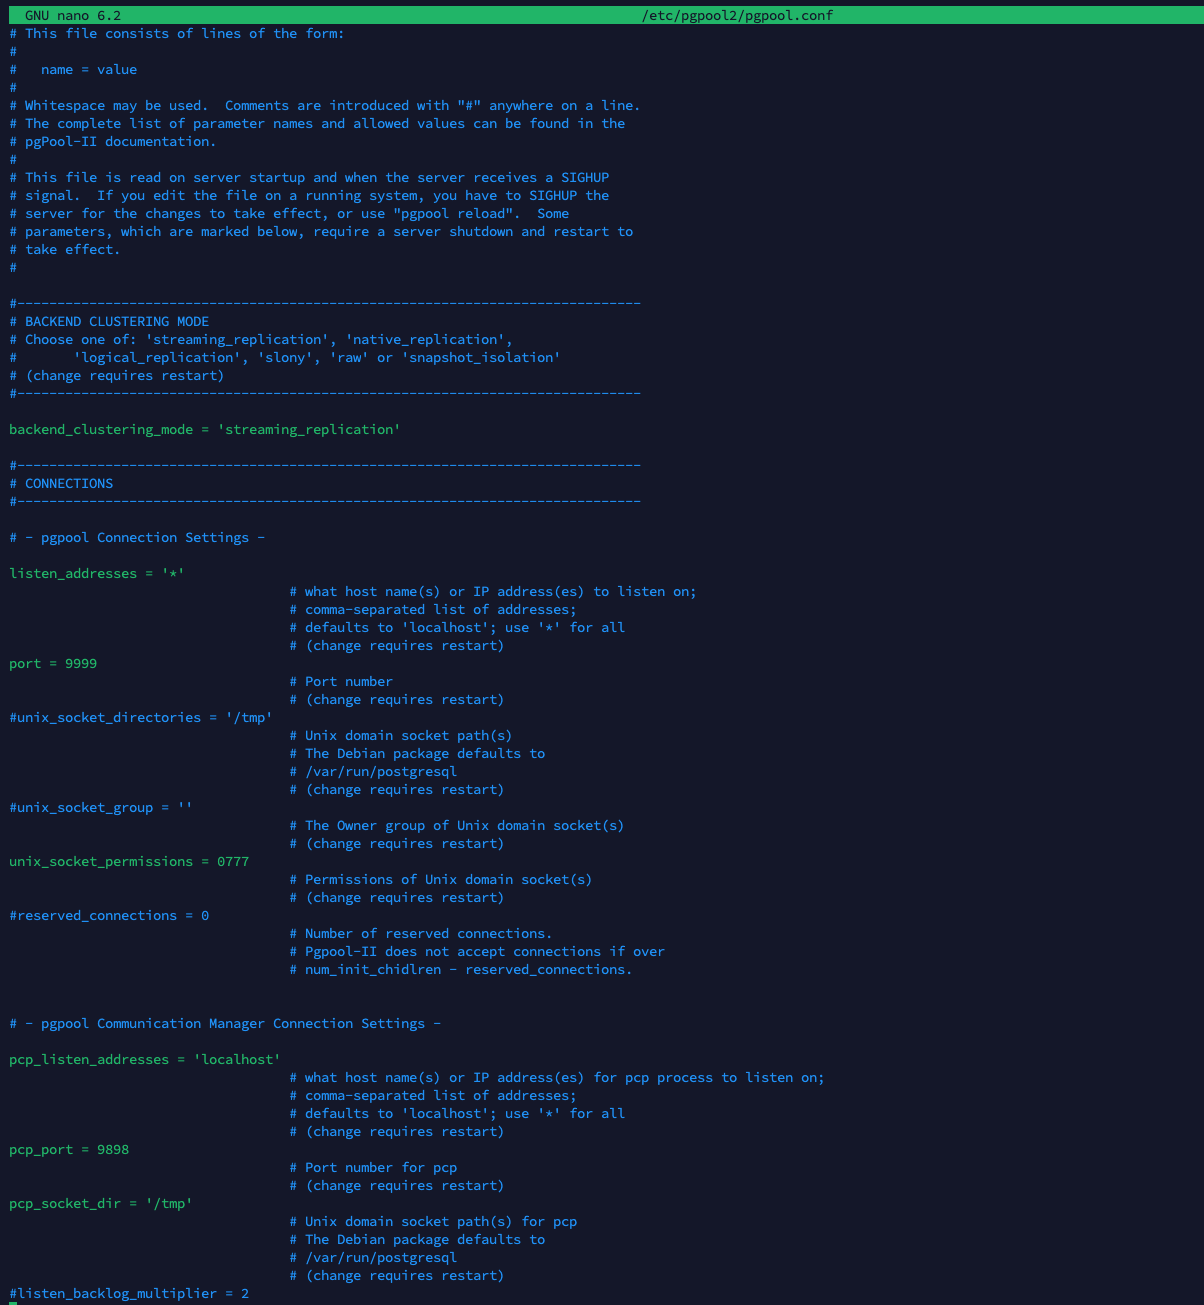 GNU nano 6.2 /etc/pgpool2/pgpool.conf
# This file consists of lines of the form:
#
#   name = value
#
# Whitespace may be used.  Comments are introduced with "#" anywhere on a line.
# The complete list of parameter names and allowed values can be found in the
# pgPool-II documentation.
#
# This file is read on server startup and when the server receives a SIGHUP
# signal.  If you edit the file on a running system, you have to SIGHUP the
# server for the changes to take effect, or use "pgpool reload".  Some
# parameters, which are marked below, require a server shutdown and restart to
# take effect.
#
#------------------------------------------------------------------------------
# BACKEND CLUSTERING MODE
# Choose one of: 'streaming_replication', 'native_replication',
#       'logical_replication', 'slony', 'raw' or 'snapshot_isolation'
# (change requires restart)
#------------------------------------------------------------------------------
backend_clustering_mode = 'streaming_replication'
#------------------------------------------------------------------------------
# CONNECTIONS
#------------------------------------------------------------------------------
# - pgpool Connection Settings -
listen_addresses = '*'
# what host name(s) or IP address(es) to listen on;
# comma-separated list of addresses;
# defaults to 'localhost'; use '*' for all
# (change requires restart)
port = 9999
# Port number
# (change requires restart)
#unix_socket_directories = '/tmp'
# Unix domain socket path(s)
# The Debian package defaults to
# /var/run/postgresql
# (change requires restart)
#unix_socket_group = ''
# The Owner group of Unix domain socket(s)
# (change requires restart)
unix_socket_permissions = 0777
# Permissions of Unix domain socket(s)
# (change requires restart)
#reserved_connections = 0
# Number of reserved connections.
# Pgpool-II does not accept connections if over
# num_init_chidlren - reserved_connections.
# - pgpool Communication Manager Connection Settings -
pcp_listen_addresses = 'localhost'
# what host name(s) or IP address(es) for pcp process to listen on;
# comma-separated list of addresses;
# defaults to 'localhost'; use '*' for all
# (change requires restart)
pcp_port = 9898
# Port number for pcp
# (change requires restart)
pcp_socket_dir = '/tmp'
# Unix domain socket path(s) for pcp
# The Debian package defaults to
# /var/run/postgresql
# (change requires restart)
#listen_backlog_multiplier = 2